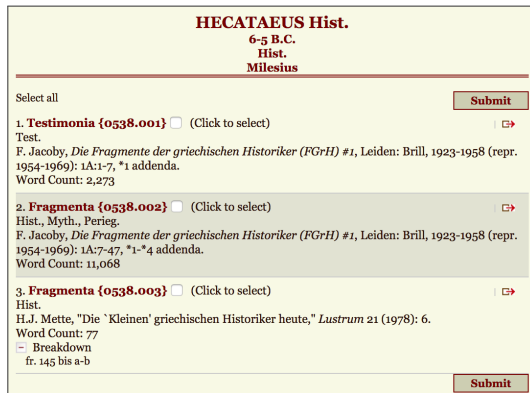 HECATAEUS Hist.
6-5 B.C.
Hist.
Milesius
Select all
Submit
1. Testimonia {0538.001} (Click to select)
Test.
F. Jacoby, Die Fragmente der griechischen Historiker (FGrH) #1, Leiden: Brill, 1923-1958 (repr.
1954-1969): 1A:1-7, *1 addenda.
Word Count: 2,273
2. Fragmenta {0538.002} (Click to select)
Hist., Myth., Perieg.
F. Jacoby, Die Fragmente der griechischen Historiker (FGrH) #1, Leiden: Brill, 1923-1958 (repr.
1954-1969): 1A:7-47, *1-*4 addenda.
Word Count: 11,068
3. Fragmenta {0538.003} (Click to select)
Hist.
H.J. Mette, "Die `Kleinen' griechischen Historiker heute," Lustrum 21 (1978): 6.
Word Count: 77
Breakdown
fr. 145 bis a-b
Submit